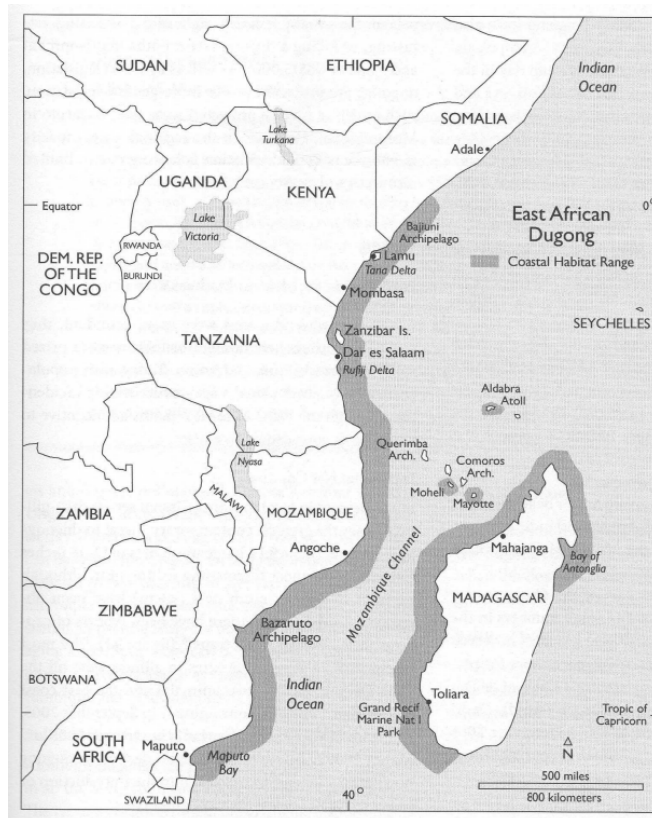 SUDAN
ETHIOPIA
Indian
Ocean
Lake
Turkana
SOMALIA
Adale
UGANDA
KENYA
Equator
0°
Lake
Victoria
Bajiuni
Archipelago
East African
Dugong
Coastal Habitat Range
RWANDA
DEM. REP.
OF THE
CONGO
BURUNDI
Lamu
Tana Delta
Mombasa
SEYCHELLES
TANZANIA
Zanzibar Is.
Dar es Salaam
Rufiji Delta
Aldabra
Atoll
Lake
Nyasa
Querimba
Arch.
Comoros
Arch.
MALAWI
Moheli
Mayotte
ZAMBIA
MOZAMBIQUE
Angoche
Mozambique Channel
Mahajanga
Bay of
Antonglia
MADAGASCAR
ZIMBABWE
Bazaruto
Archipelago
BOTSWANA
Indian
Ocean
Toliara
Grand Recif
Marine Nat l
Park
Tropic of
Capricorn
SOUTH
AFRICA
Maputo
Maputo
Bay
N
SWAZILAND
500 miles
800 kilometers
40°